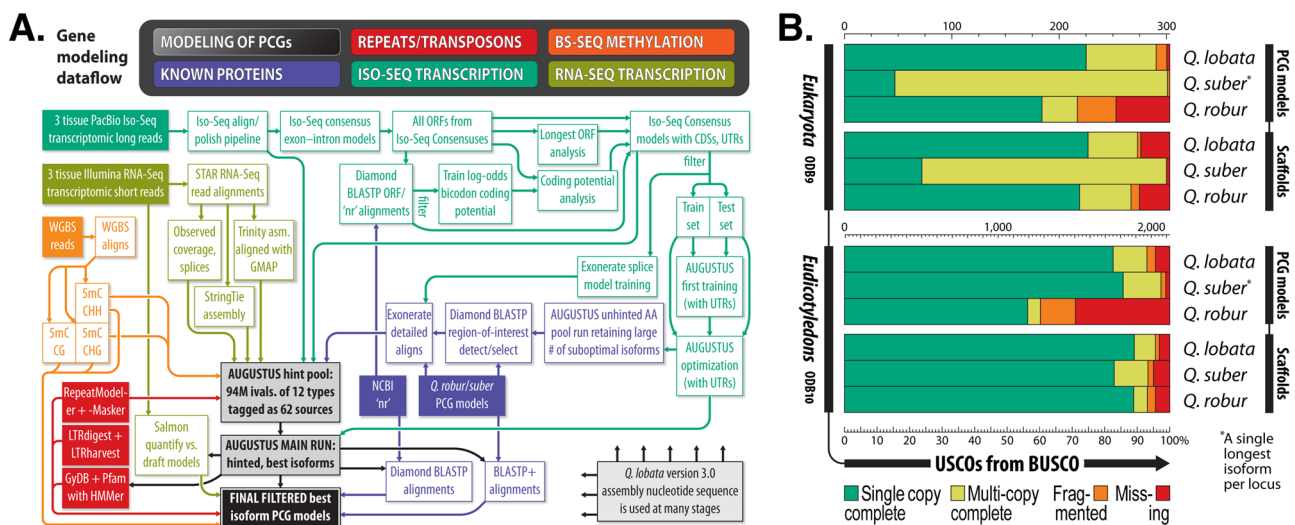 A.
Gene
modeling
dataflow
MODELING OF PCGs
REPEATS/TRANSPOSONS
BS-SEQ METHYLATION
KNOWN PROTEINS
ISO-SEQ TRANSCRIPTION
RNA-SEQ TRANSCRIPTION
3 tissue PacBio Iso-Seq
transcriptomic long reads
Iso-Seq align/
polish pipeline
Iso-Seq consensus
exon–intron models
All ORFs from
Iso-Seq Consensuses
Longest ORF
analysis
Iso-Seq Consensus
models with CDSs, UTRs
filter
3 tissue Illumina RNA-Seq
transcriptomic short reads
STAR RNA-Seq
read alignments
Diamond
BLASTP ORF/
'nr' alignments
filter
Train log-odds
bicodon coding
potential
Coding potential
analysis
Train
set
Test
set
WGBS
reads
WGBS
aligns
Observed
coverage,
splices
Trinity asm.
aligned with
GMAP
StringTie
assembly
Exonerate splice
model training
AUGUSTUS
first training
(with UTRs)
5mC
CHH
5mC
CG
5mC
CHG
Exonerate
detailed
aligns
Diamond BLASTP
region-of-interest
detect/select
AUGUSTUS unhinted AA
pool run retaining large
# of suboptimal isoforms
AUGUSTUS
optimization
(with UTRs)
AUGUSTUS hint pool:
94M ivals. of 12 types
tagged as 62 sources
NCBI
'nr'
Q. robur/suber
PCG models
RepeatModel-
er + -Masker
LTRdigest +
LTRharvest
GyDB + Pfam
with HMMer
Salmon
quantify vs.
draft models
AUGUSTUS MAIN RUN:
hinted, best isoforms
Diamond BLASTP
alignments
BLASTP+
alignments
FINAL FILTERED best
isoform PCG models
Q. lobata version 3.0
assembly nucleotide sequence
is used at many stages
B.
0 100 200 300
Eukaryota ODB9
Q. lobata
Q. suber*
Q. robur
PCG models
Q. lobata
Q. suber
Q. robur
Scaffolds
0 1,000 2,000
Eudicotyledons ODB10
Q. lobata
Q. suber*
Q. robur
PCG models
Q. lobata
Q. suber
Q. robur
Scaffolds
0 10 20 30 40 50 60 70 80 90 100%
USCOs from BUSCO
*A single
longest
isoform
per locus
Single copy
complete
Multi-copy
complete
Frag-
mented
Miss-
ing